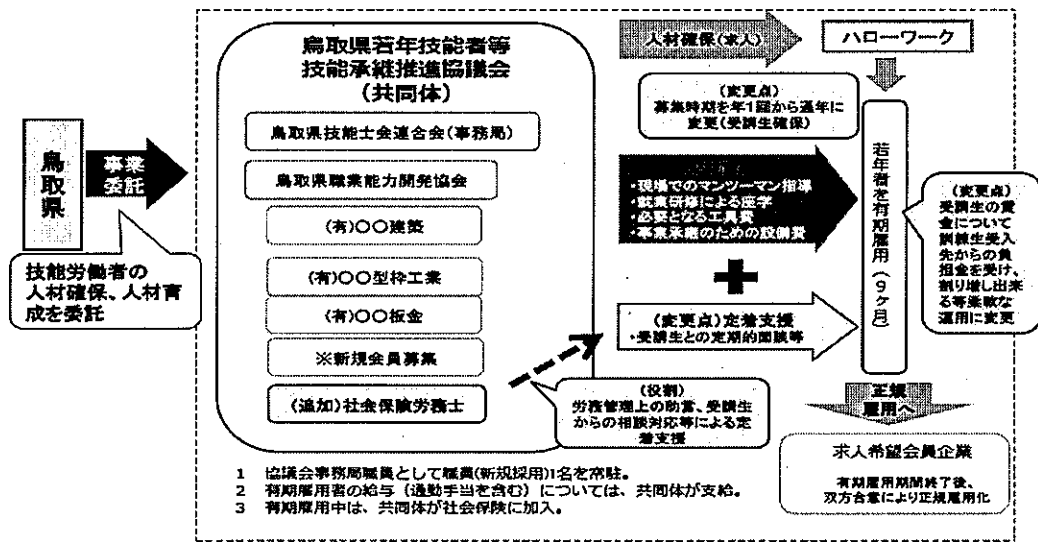 鳥取県若年技能者等
技能承継推進協議会
(共同体)
鳥取県技能士会連合会(事務局)
鳥取県職業能力開発協会
(有)〇〇建築
(有)〇〇型枠工業
(有)〇〇板金
※新規会員募集
(追加)社会保険労務士
鳥取県
事業
委託
技能労働者の
人材確保、人材育
成を委託
人材確保(求人)
ハローワーク
(変更点)
募集時期を年1回から通年に
変更(受講生確保)
・現場でのマンツーマン指導
・就業研修による座学
・必要となる工具費
・事業承継のための設備費
(変更点)定着支援
・受講生との定期的面談等
(役割)
労務管理上の助言、受講生
からの相談対応等による定
着支援
若年者を有期雇用(9ヶ月)
(変更点)
受講生の賃
金について
訓練生受入
先からの負
担金を受け、
割り増し出来
る等柔軟な
運用に変更
正規
雇用へ
求人希望会員企業
有期雇用期間終了後、
双方合意により正規雇用化
1 協議会事務局職員として職員(新規採用)1名を常駐。
2 有期雇用者の給与(通勤手当を含む)については、共同体が支給。
3 有期雇用中は、共同体が社会保険に加入。